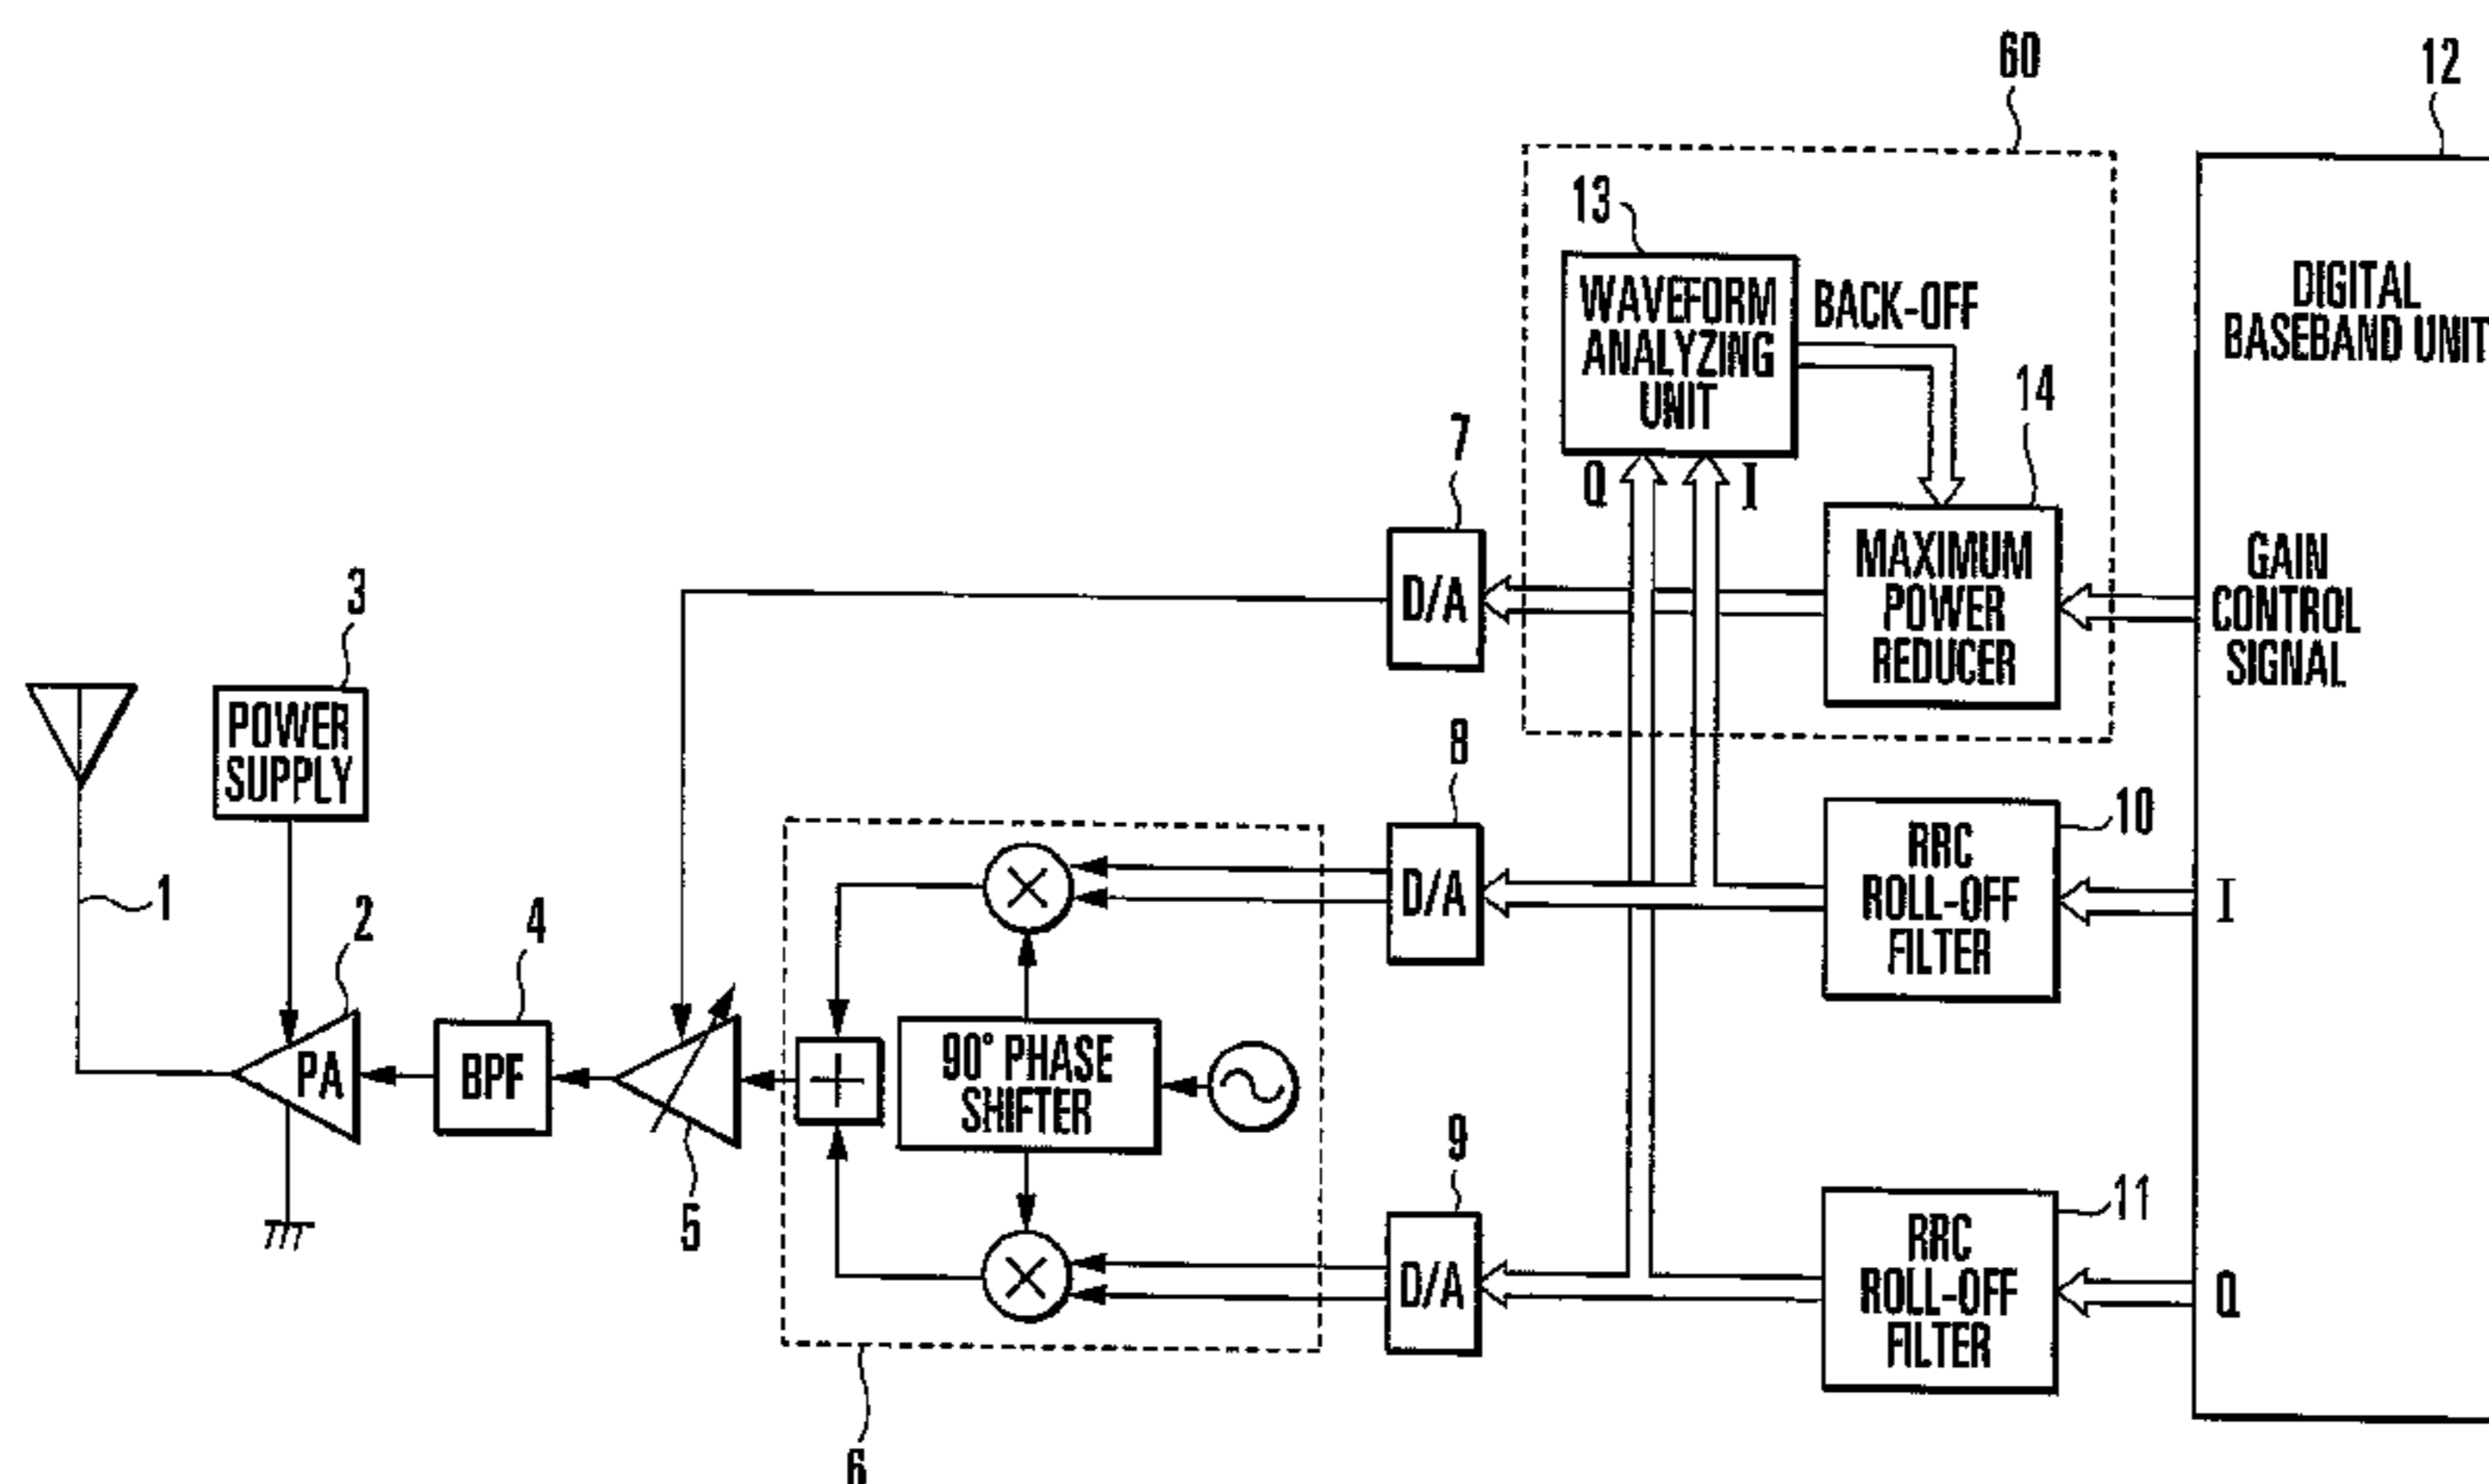 60
12
13
WAVEFORM
ANALYZING
UNIT
BACK-OFF
DIGITAL
BASEBAND UNIT
14
7
Q
I
D/A
MAXIMUM
POWER
REDUCER
GAIN
CONTROL
SIGNAL
3
POWER
SUPPLY
8
D/A
RRC
ROLL-OFF
FILTER
10
I
1
2
PA
4
BPF
5
90° PHASE
SHIFTER
9
D/A
RRC
ROLL-OFF
FILTER
11
Q
6